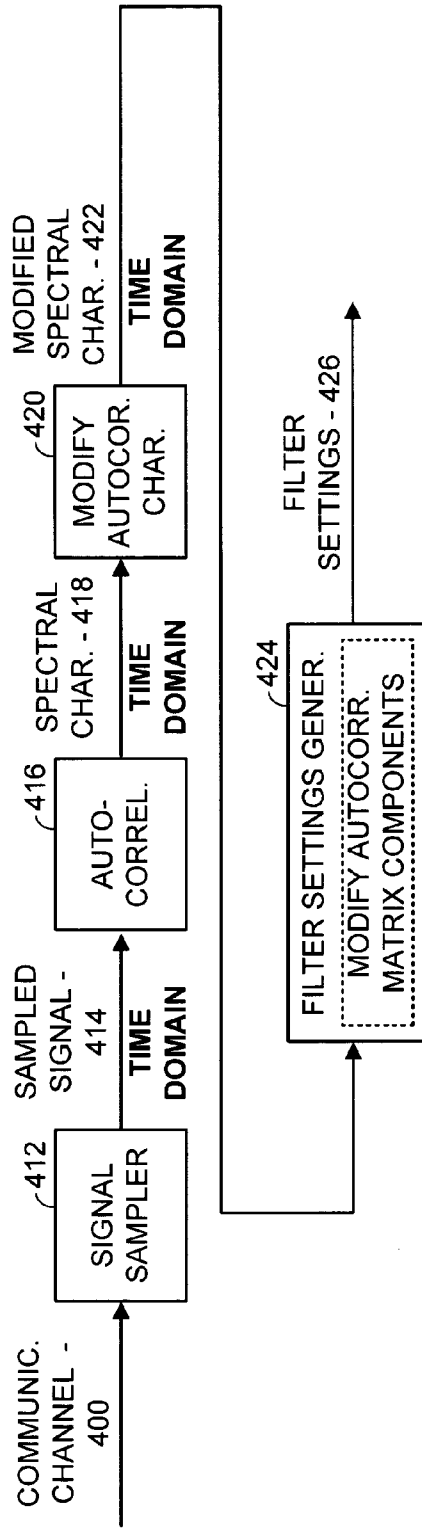 COMMUNIC.
CHANNEL -
400
412
SIGNAL
SAMPLER
SAMPLED
SIGNAL -
414
TIME
DOMAIN
416
AUTO-
CORREL.
SPECTRAL
CHAR. - 418
TIME
DOMAIN
420
MODIFY
AUTOCOR.
CHAR.
MODIFIED
SPECTRAL
CHAR. - 422
TIME
DOMAIN
424
FILTER SETTINGS GENER.
MODIFY AUTOCORR.
MATRIX COMPONENTS
FILTER
SETTINGS - 426